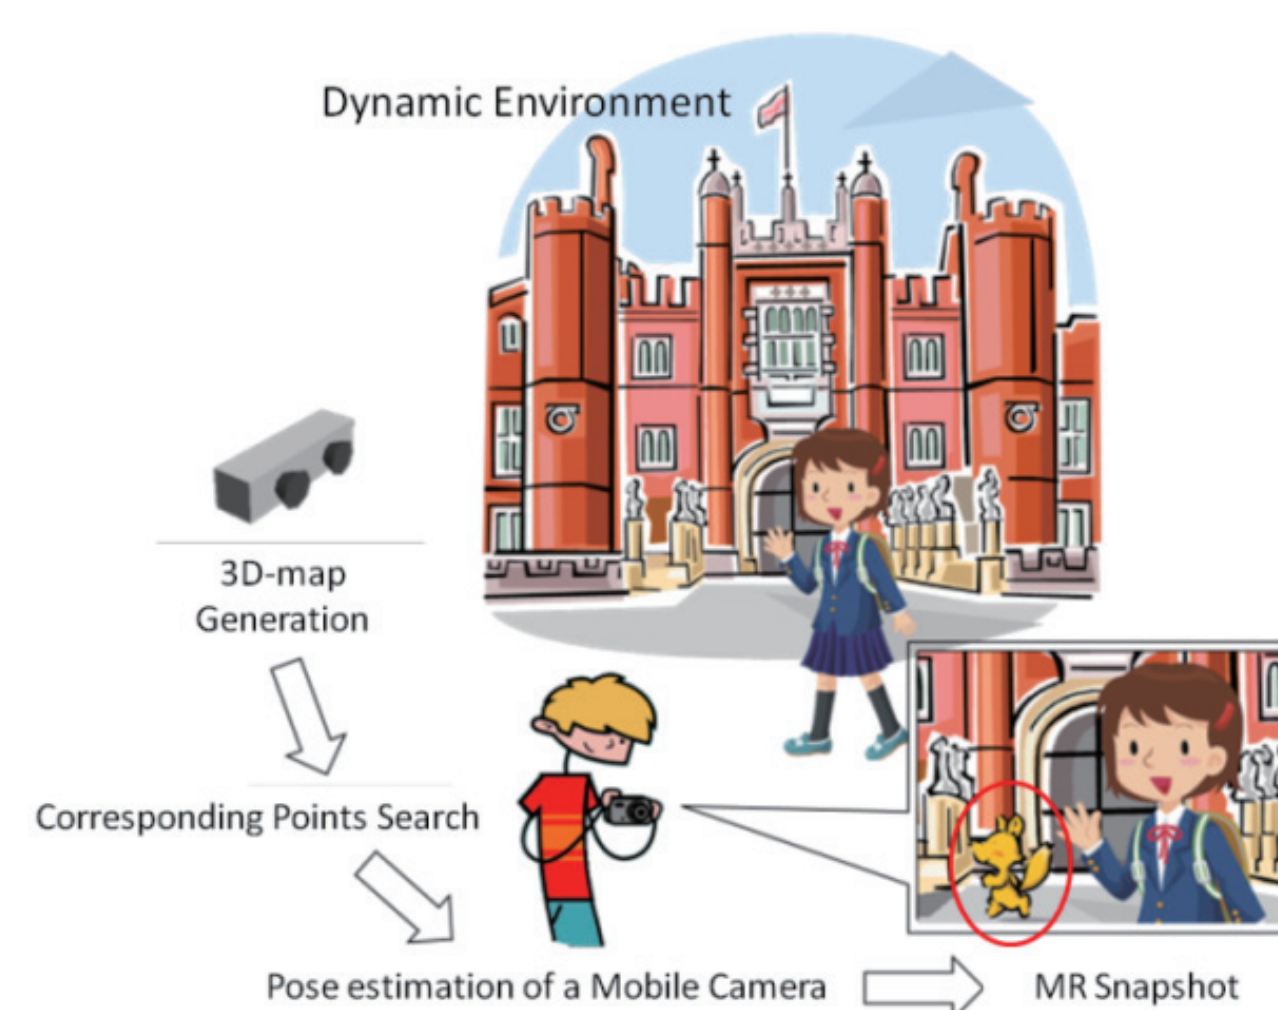 Dynamic Environment
3D-map
Generation
Corresponding Points Search
Pose estimation of a Mobile Camera
MR Snapshot